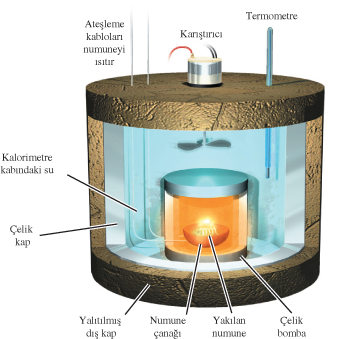 Ateşleme
kabloları
numuneyi
ısıtır
Karıştırıcı
Termometre
Kalorimetre
kabındaki su
Çelik
kap
Yalıtılmış
dış kap
Numune
çanağı
Yakılan
numune
Çelik
bomba